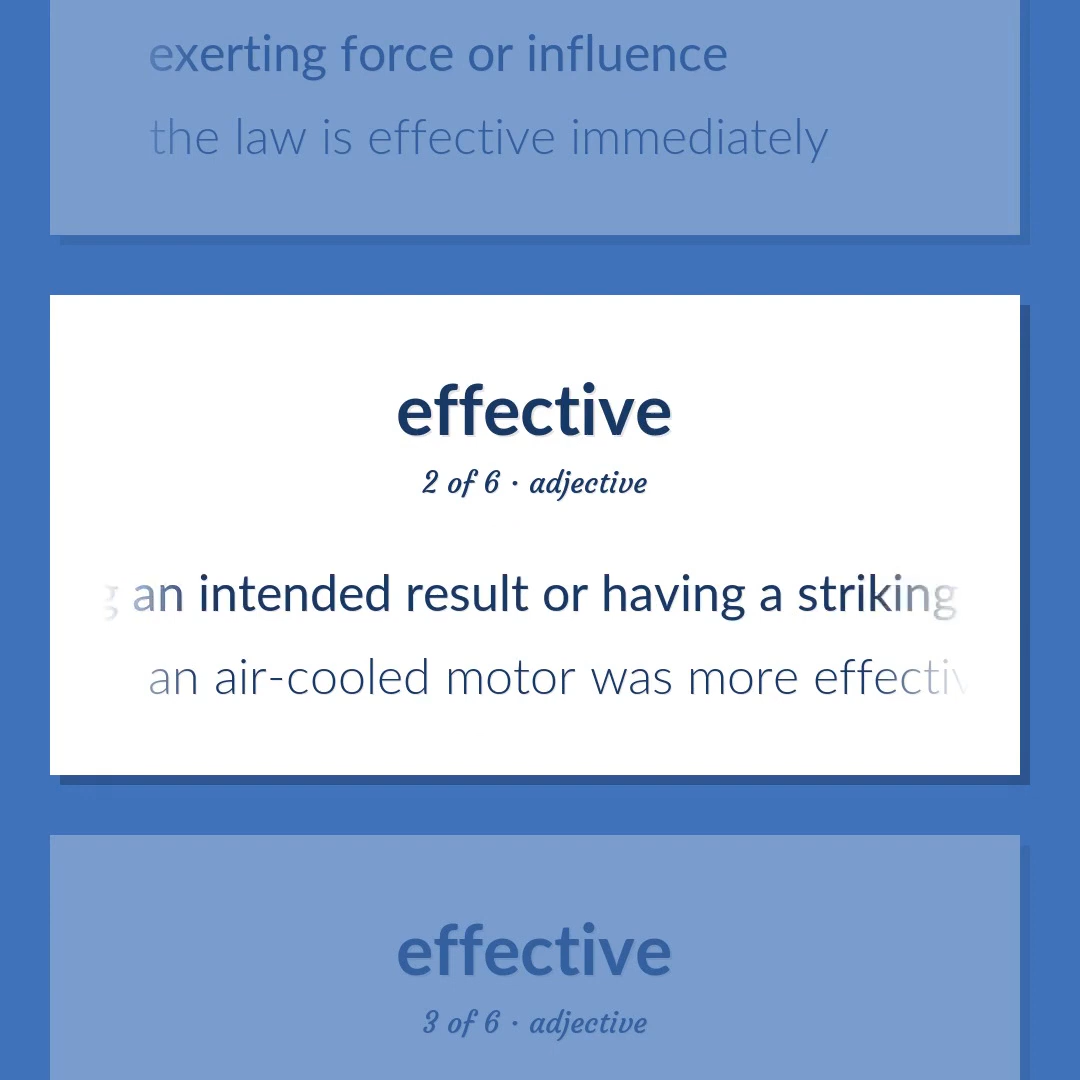 exerting force or influence
the law is effective immediately
effective
2 of 6 · adjective
an intended result or having a striking
an air-cooled motor was more
effective
3 of 6 · adjective